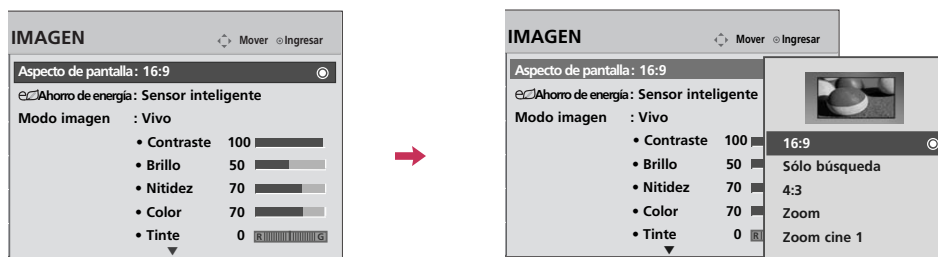 IMAGEN Mover Ingresar
Aspecto de pantalla: 16:9
Ahorro de energía: Sensor inteligente
Modo imagen : Vivo
• Contraste 100
• Brillo 50
• Nitidez 70
• Color 70
• Tinte 0 R G
IMAGEN Mover Ingresar
Aspecto de pantalla: 16:9
Ahorro de energía: Sensor inteligente
Modo imagen : Vivo
• Contraste 100
• Brillo 50
• Nitidez 70
• Color 70
• Tinte 0 R
16:9
Sólo búsqueda
4:3
Zoom
Zoom cine 1